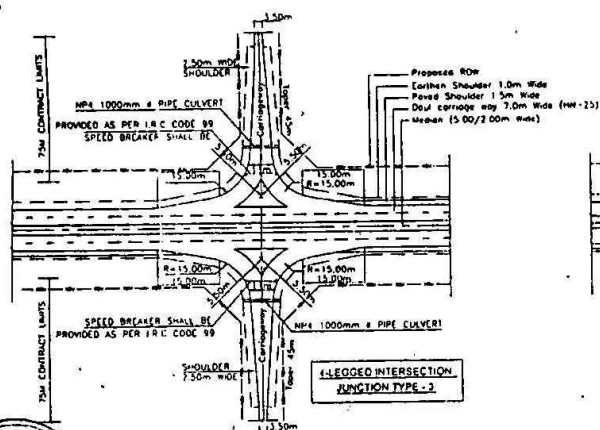 3.50m
75M CONTRACT LIMITS
2.50m WIDE
SHOULDER
Carriageway
Taper 45m
NP4 1000mm ø PIPE CULVERT
PROVIDED AS PER I.R.C CODE 99
SPEED BREAKER SHALL BE
Proposed ROW
Earthen Shoulder 1.0m Wide
Paved Shoulder 1.5m Wide
Daul carriage way 7.0m Wide (NH-25)
Median (5.00/2.00m Wide)
15.00m
15.00m
R=15.00m
R=15.00m
R=15.00m
15.00m
15.00m
75M CONTRACT LIMITS
SPEED BREAKER SHALL BE
PROVIDED AS PER I.R.C CODE 99
NP4 1000mm ø PIPE CULVERT
Carriageway
Taper 45m
SHOULDER
2.50m WIDE
4-LEGGED INTERSECTION
JUNCTION TYPE - 3
3.50m